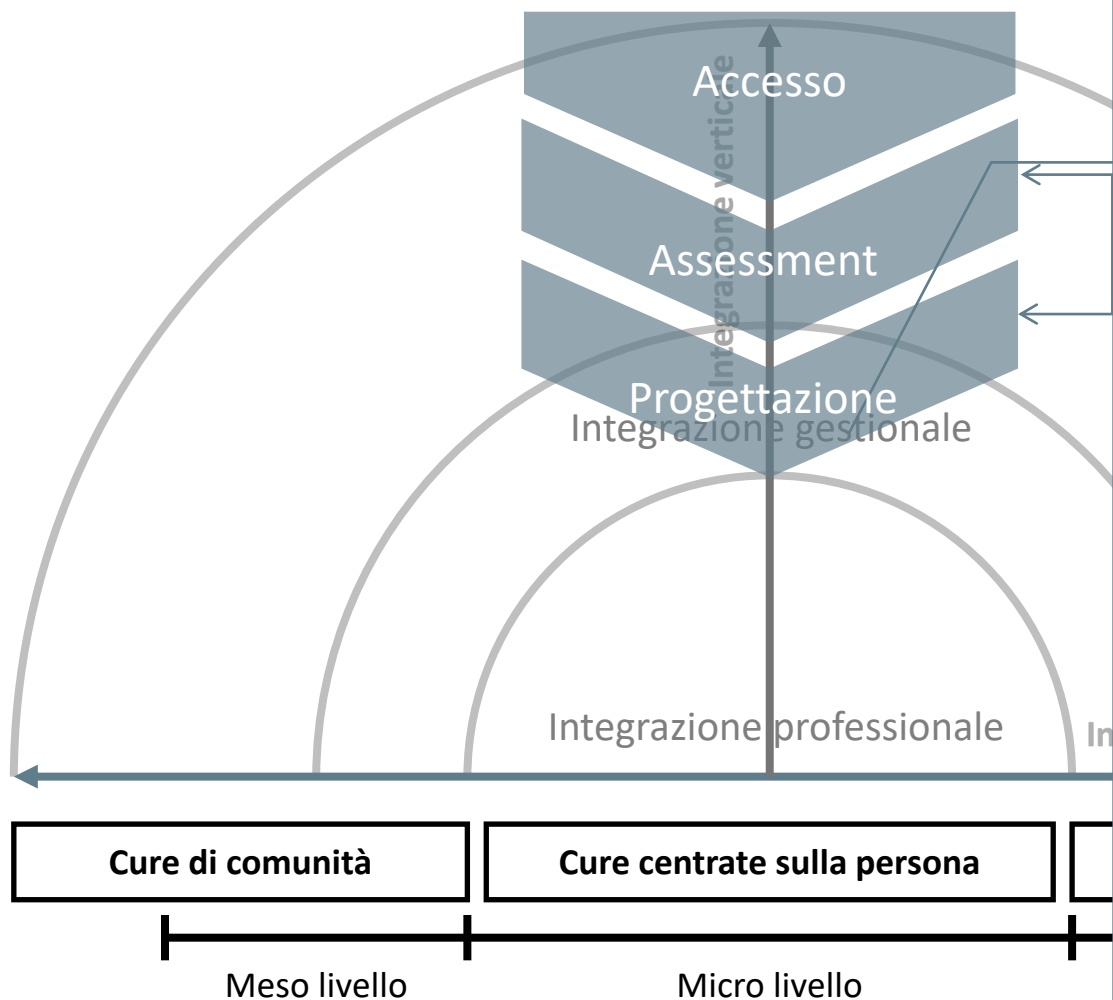 Accesso
Integrazione verticale
Assessment
Progettazione
Integrazione gestionale
Integrazione professionale
In
Cure di comunità
Cure centrate sulla persona
Meso livello
Micro livello